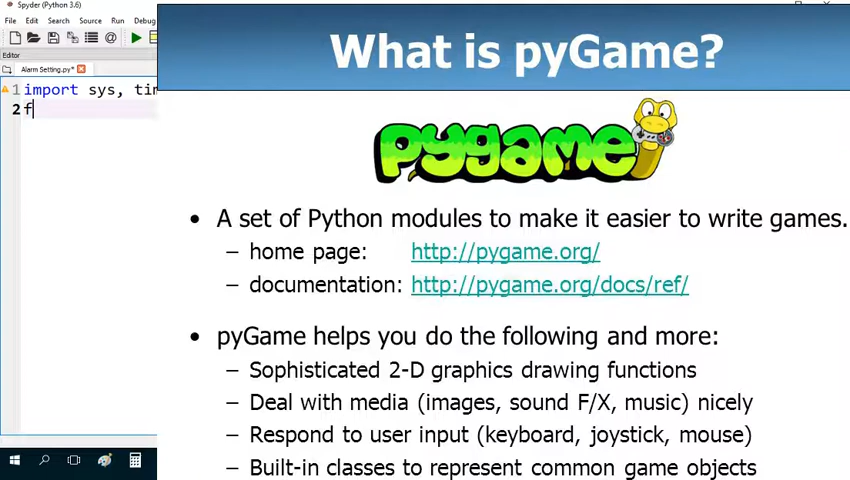 Spyder (Python 3.6)
File Edit Search Source Run Debug
Editor
Alarm Setting.py*
1 import sys, tim
2 f
What is pyGame?
pygame
• A set of Python modules to make it easier to write games.
– home page: http://pygame.org/
– documentation: http://pygame.org/docs/ref/
• pyGame helps you do the following and more:
– Sophisticated 2-D graphics drawing functions
– Deal with media (images, sound F/X, music) nicely
– Respond to user input (keyboard, joystick, mouse)
– Built-in classes to represent common game objects